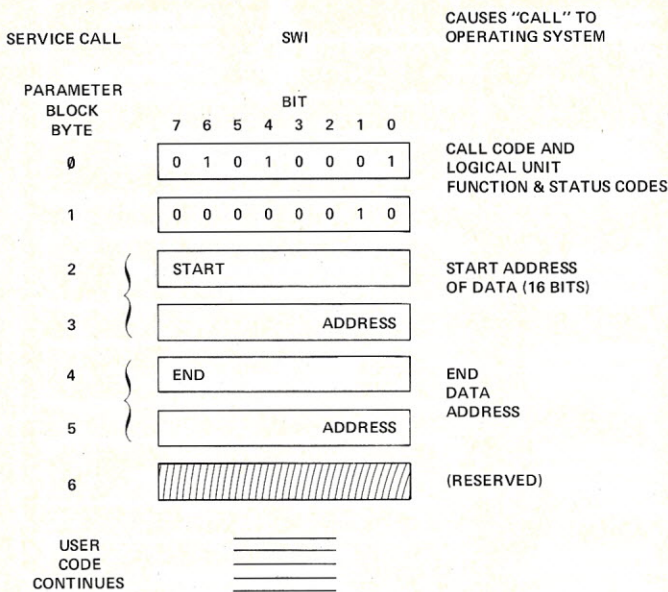 CAUSES "CALL" TO
SERVICE CALL SWI OPERATING SYSTEM
PARAMETER
BLOCK BIT
BYTE 7 6 5 4 3 2 1 0
Ø 0 1 0 1 0 0 0 1 CALL CODE AND
LOGICAL UNIT
FUNCTION & STATUS CODES
1 0 0 0 0 0 0 1 0
2 START START ADDRESS
OF DATA (16 BITS)
3 ADDRESS
4 END END
DATA
5 ADDRESS ADDRESS
6 (RESERVED)
USER
CODE
CONTINUES